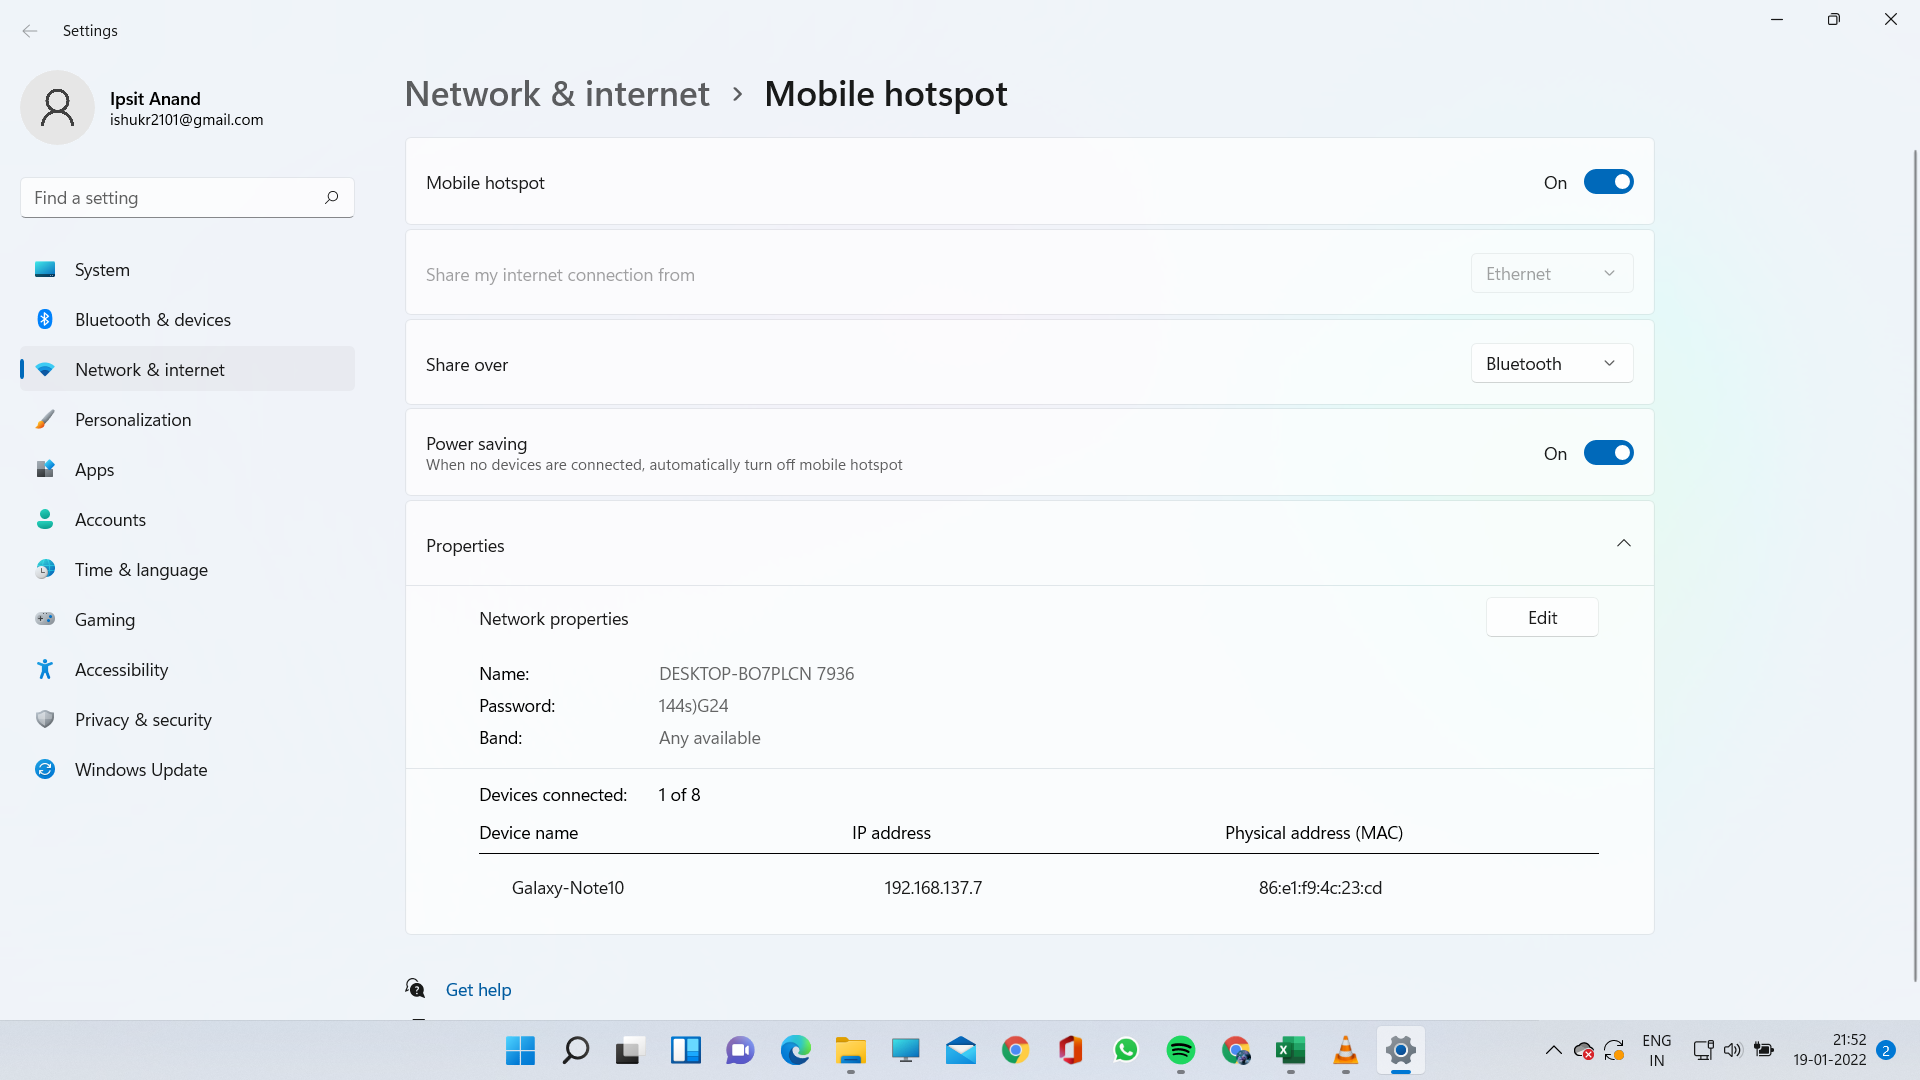 Settings
Ipsit Anand
ishukr2101@gmail.com
Find a setting
System
Bluetooth & devices
Network & internet
Personalization
Apps
Accounts
Time & language
Gaming
Accessibility
Privacy & security
Windows Update
Network & internet > Mobile hotspot
Mobile hotspot On
Share my internet connection from Ethernet
Share over Bluetooth
Power saving
When no devices are connected, automatically turn off mobile hotspot
On
Properties
Network properties Edit
Name: DESKTOP-BO7PLCN 7936
Password: 144s)G24
Band: Any available
Devices connected: 1 of 8
Device name IP address Physical address (MAC)
Galaxy-Note10 192.168.137.7 86:e1:f9:4c:23:cd
Get help
ENG
IN
21:52
19-01-2022
2